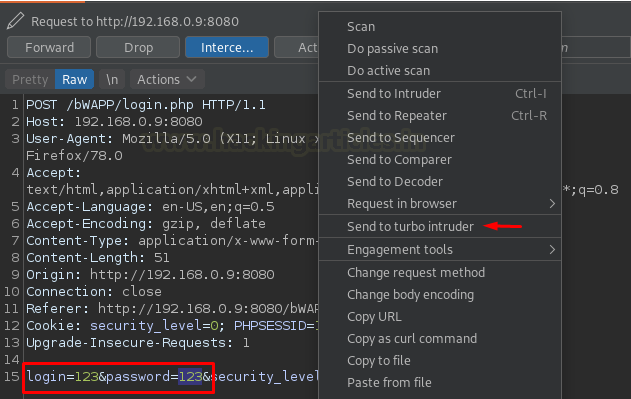 Request to http://192.168.0.9:8080
Forward Drop Interce... Act
Pretty Raw \n Actions
1 POST /bWAPP/login.php HTTP/1.1
2 Host: 192.168.0.9:8080
3 User-Agent: Mozilla/5.0 (X11; Linux x
Firefox/78.0
4 Accept:
text/html,application/xhtml+xml,applic *;q=0.8
5 Accept-Language: en-US,en;q=0.5
6 Accept-Encoding: gzip, deflate
7 Content-Type: application/x-www-form-
8 Content-Length: 51
9 Origin: http://192.168.0.9:8080
10 Connection: close
11 Referer: http://192.168.0.9:8080/bWAP
12 Cookie: security_level=0; PHPSESSID=
13 Upgrade-Insecure-Requests: 1
14
15 login=123&password=123&security_level
Scan
Do passive scan
Do active scan
Send to Intruder Ctrl-I
Send to Repeater Ctrl-R
Send to Sequencer
Send to Comparer
Send to Decoder
Request in browser >
Send to turbo intruder
Engagement tools >
Change request method
Change body encoding
Copy URL
Copy as curl command
Copy to file
Paste from file
www.hackingarticles.in